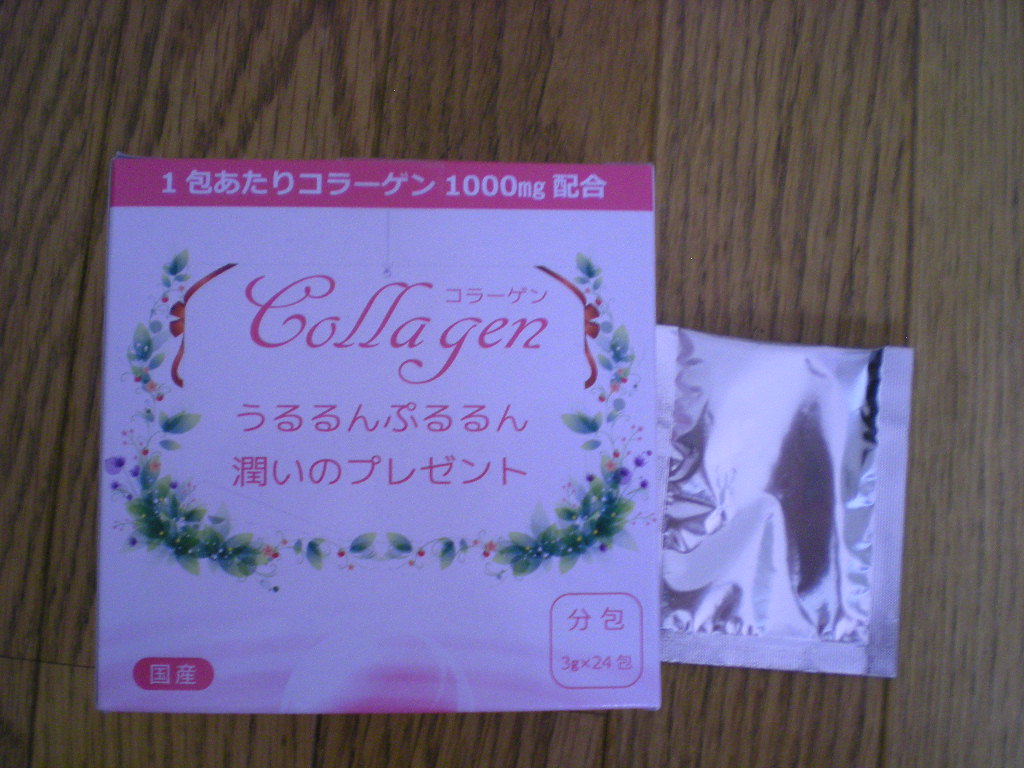 1包あたりコラーゲン 1000㎎ 配合
コラーゲン
Collagen
うるるんぷるるん
潤いのプレゼント
分包
3g×24包
国産